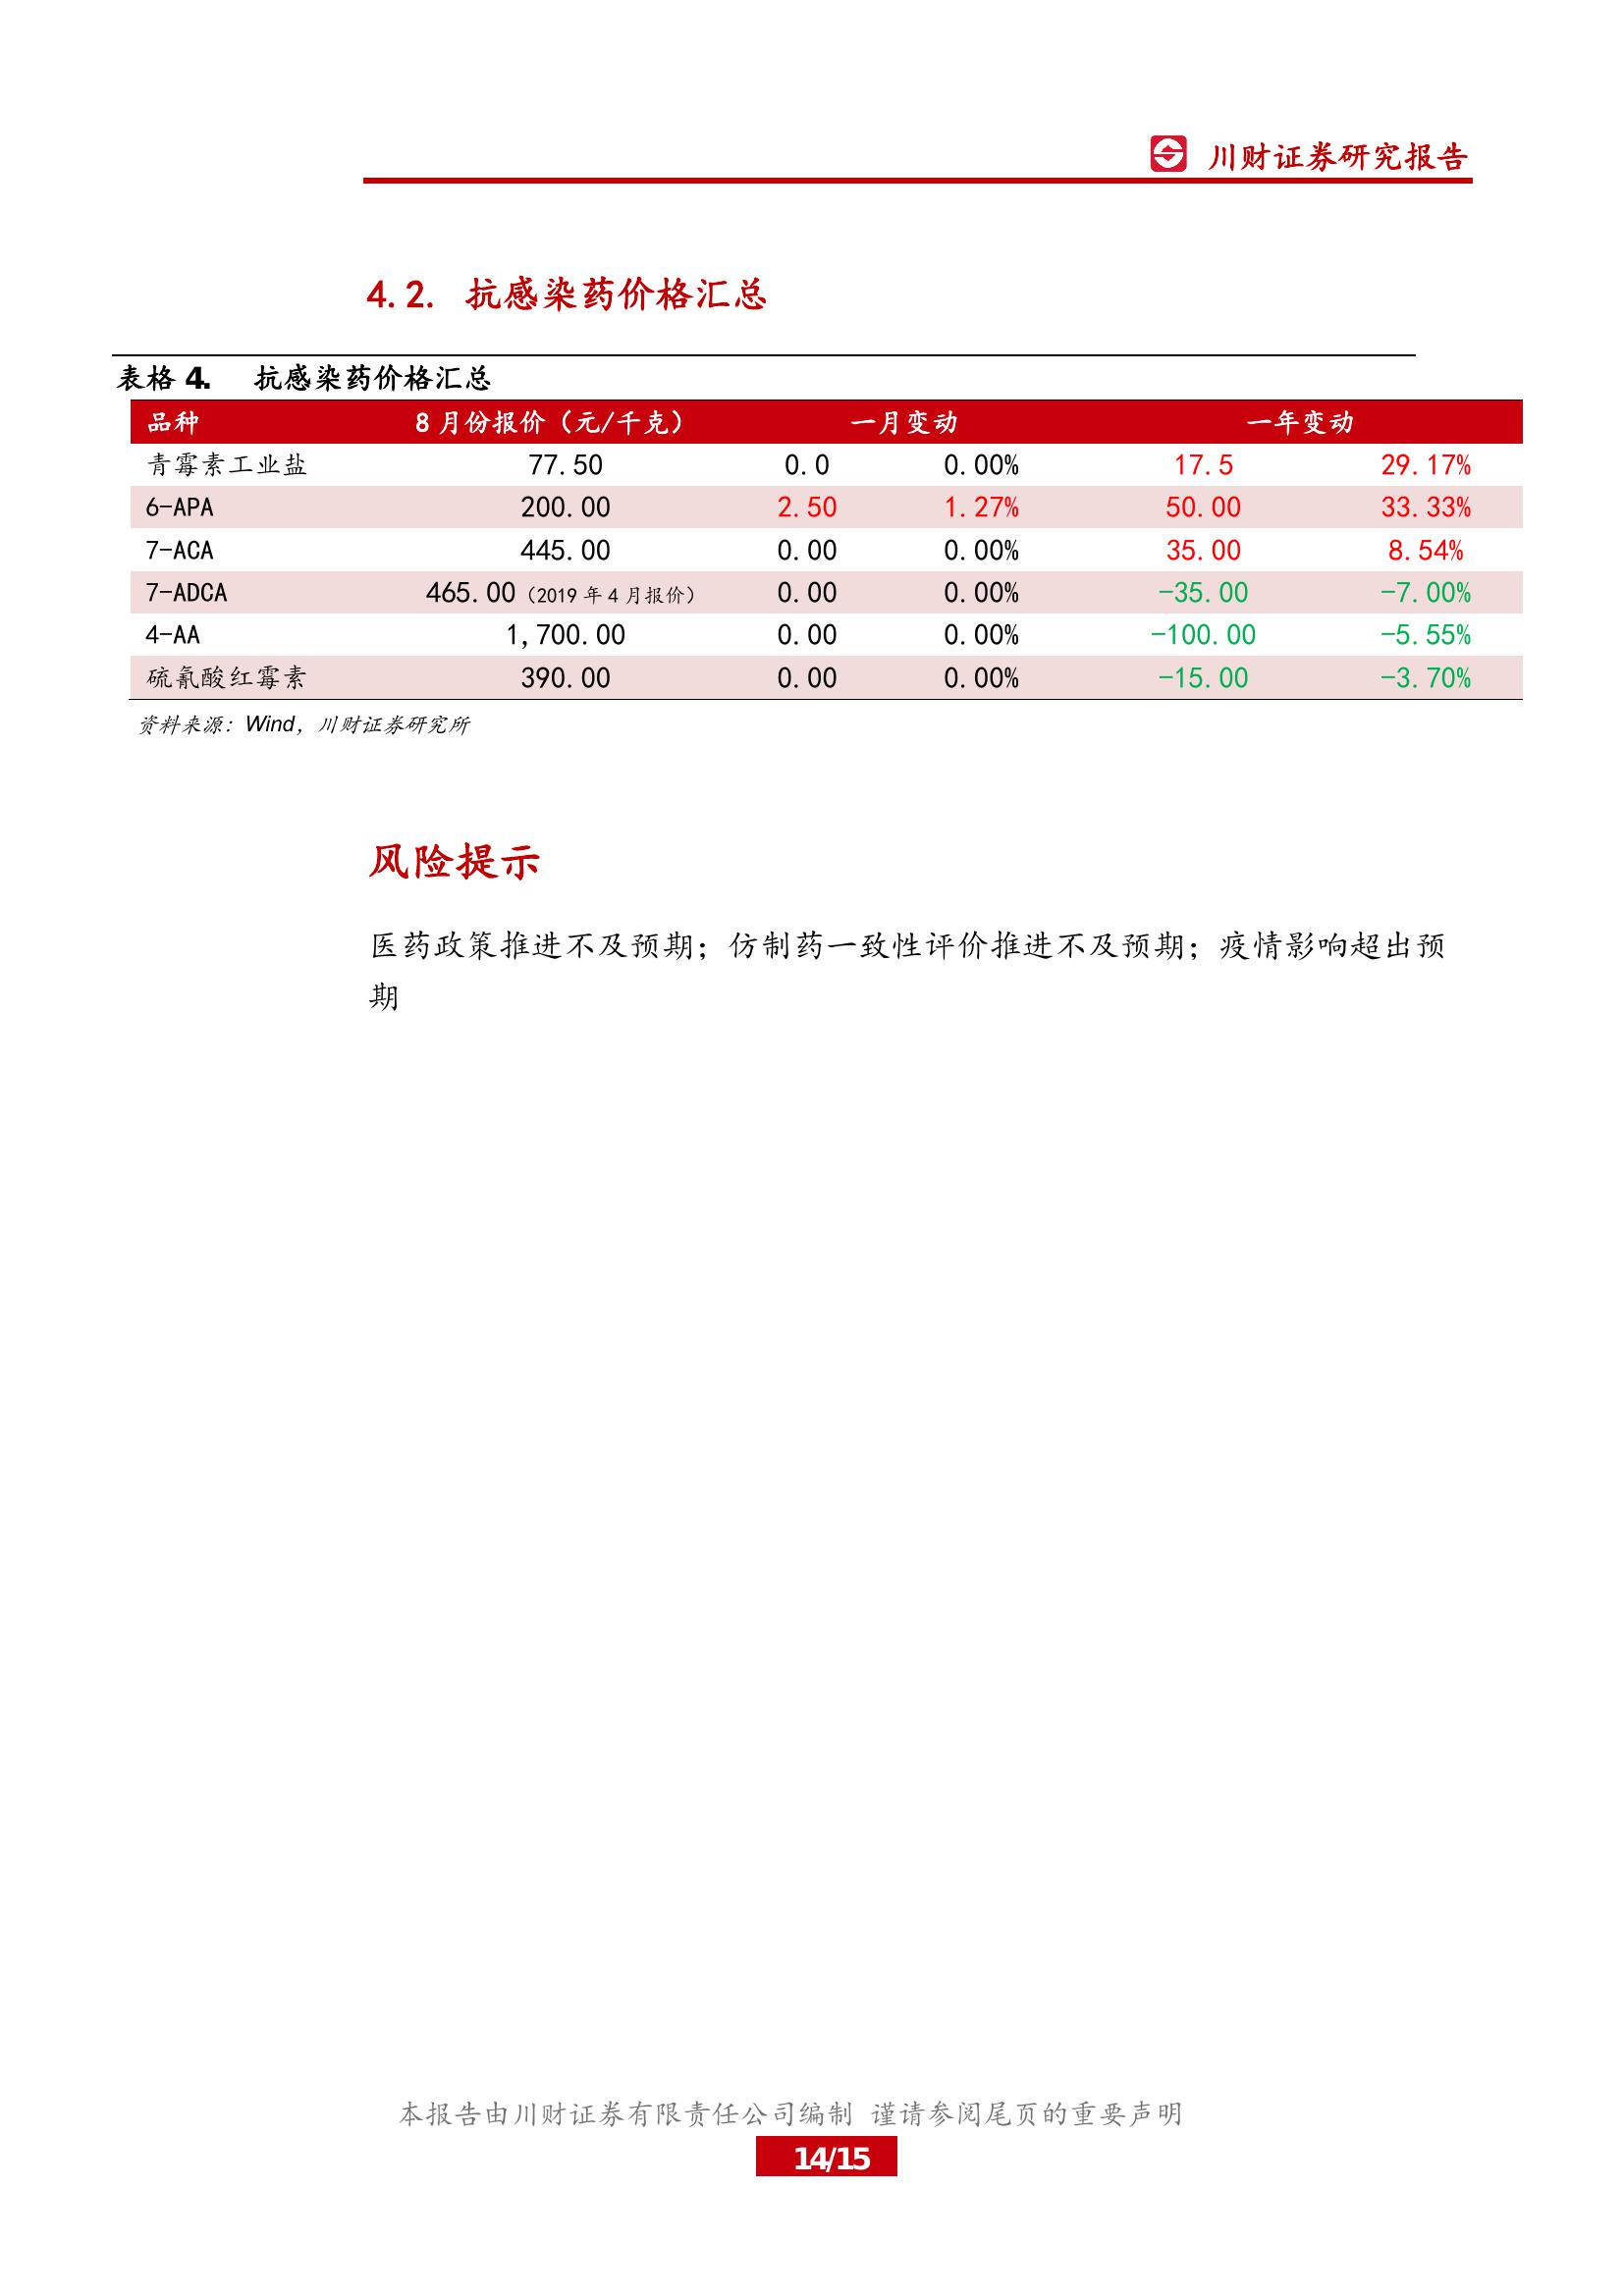 川财证券研究报告
4.2. 抗感染药价格汇总
表格 4. 抗感染药价格汇总
品种 8 月份报价（元/千克） 一月变动 一年变动
青霉素工业盐 77.50 0.0 0.00% 17.5 29.17%
6-APA 200.00 2.50 1.27% 50.00 33.33%
7-ACA 445.00 0.00 0.00% 35.00 8.54%
7-ADCA 465.00（2019 年 4 月报价） 0.00 0.00% -35.00 -7.00%
4-AA 1,700.00 0.00 0.00% -100.00 -5.55%
硫氰酸红霉素 390.00 0.00 0.00% -15.00 -3.70%
资料来源：Wind，川财证券研究所
风险提示
医药政策推进不及预期；仿制药一致性评价推进不及预期；疫情影响超出预
期
本报告由川财证券有限责任公司编制 谨请参阅尾页的重要声明
14/15